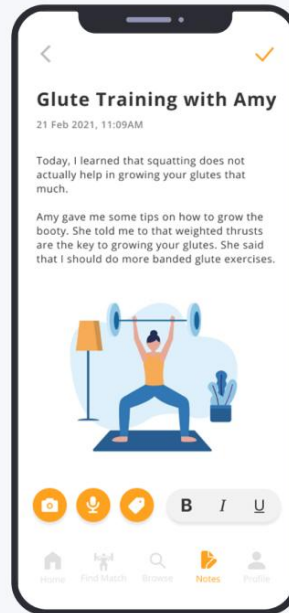 Glute Training with Amy
21 Feb 2021, 11:09AM
Today, I learned that squatting does not
actually help in growing your glutes that
much.
Amy gave me some tips on how to grow the
booty. She told me to that weighted thrusts
are the key to growing your glutes. She said
that I should do more banded glute exercises.
B I U
Home Find Match Browse Notes Profile